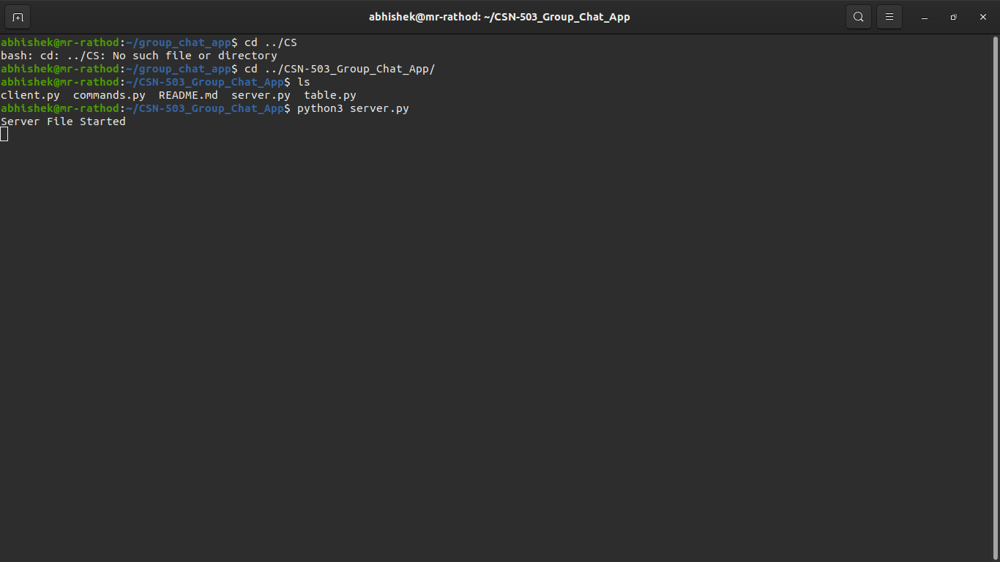 abhishek@mr-rathod: ~/CSN-503_Group_Chat_App
abhishek@mr-rathod:~/group_chat_app$ cd ../CS
bash: cd: ../CS: No such file or directory
abhishek@mr-rathod:~/group_chat_app$ cd ../CSN-503_Group_Chat_App/
abhishek@mr-rathod:~/CSN-503_Group_Chat_App$ ls
client.py  commands.py  README.md  server.py  table.py
abhishek@mr-rathod:~/CSN-503_Group_Chat_App$ python3 server.py
Server File Started